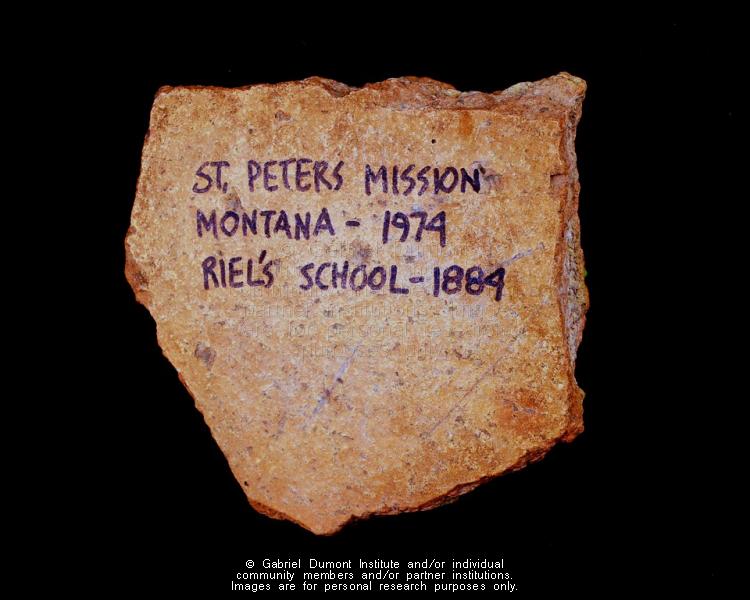 ST. PETERS MISSION
MONTANA - 1974
RIEL'S SCHOOL - 1884
© Gabriel Dumont Institute and/or individual
community members and/or partner institutions.
Images are for personal research purposes only.